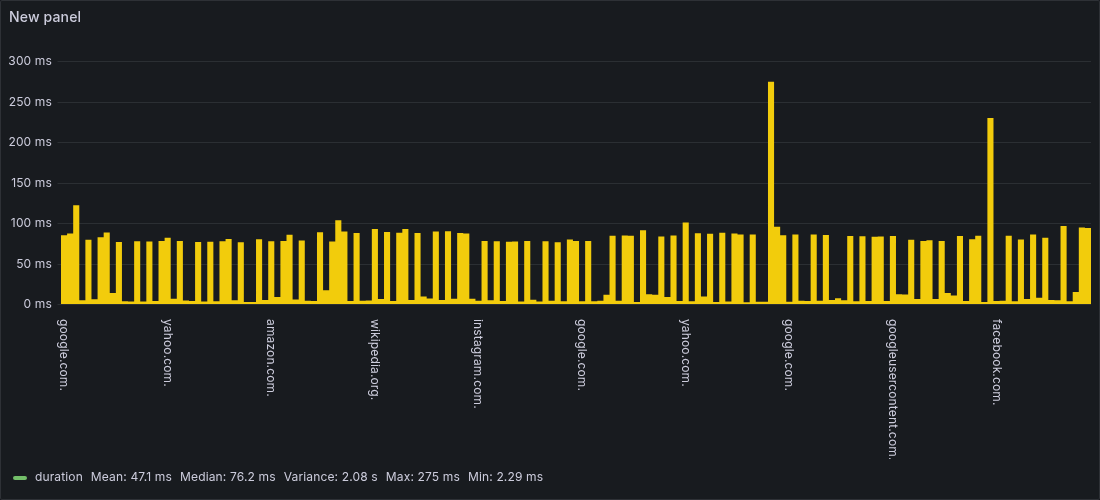 New panel
300 ms
250 ms
200 ms
150 ms
100 ms
50 ms
0 ms
google.com.
yahoo.com.
amazon.com.
wikipedia.org.
instagram.com.
google.com.
yahoo.com.
google.com.
googleusercontent.com.
facebook.com.
duration Mean: 47.1 ms Median: 76.2 ms Variance: 2.08 s Max: 275 ms Min: 2.29 ms